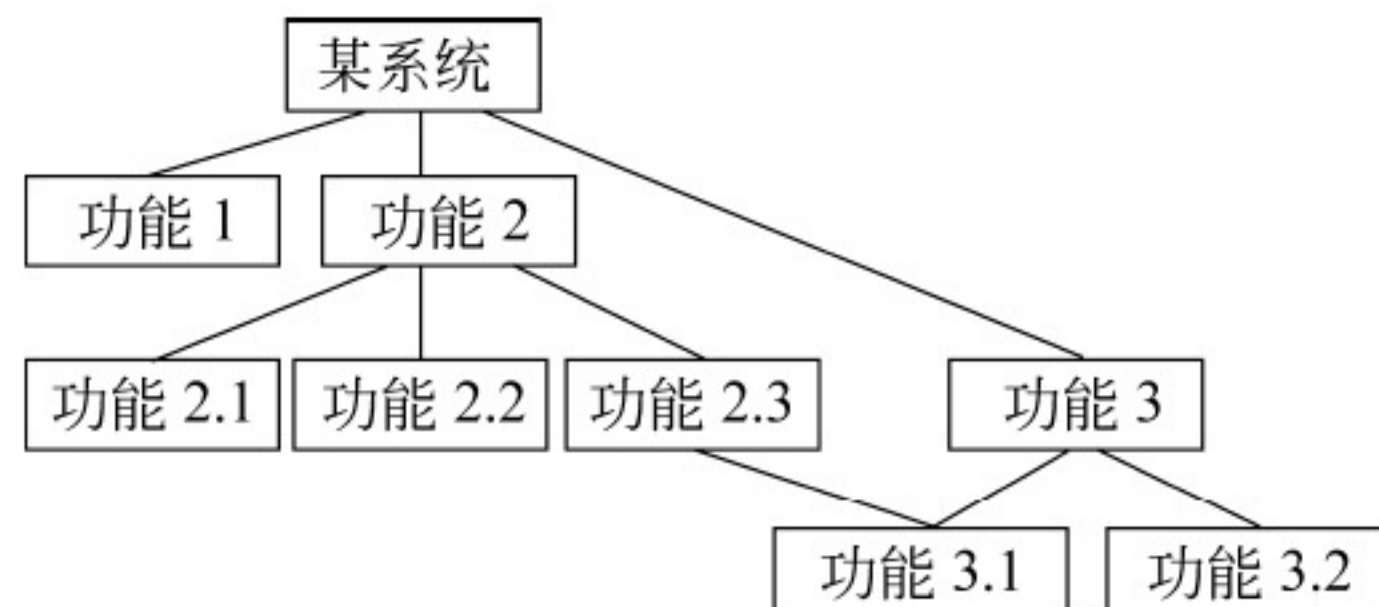 某系统
功能 1
功能 2
功能 2.1
功能 2.2
功能 2.3
功能 3
功能 3.1
功能 3.2